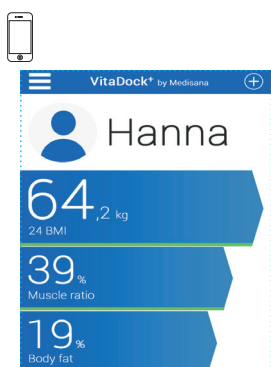 VitaDock⁺ by Medisana
Hanna
64,2 kg
24 BMI
39%
Muscle ratio
19%
Body fat